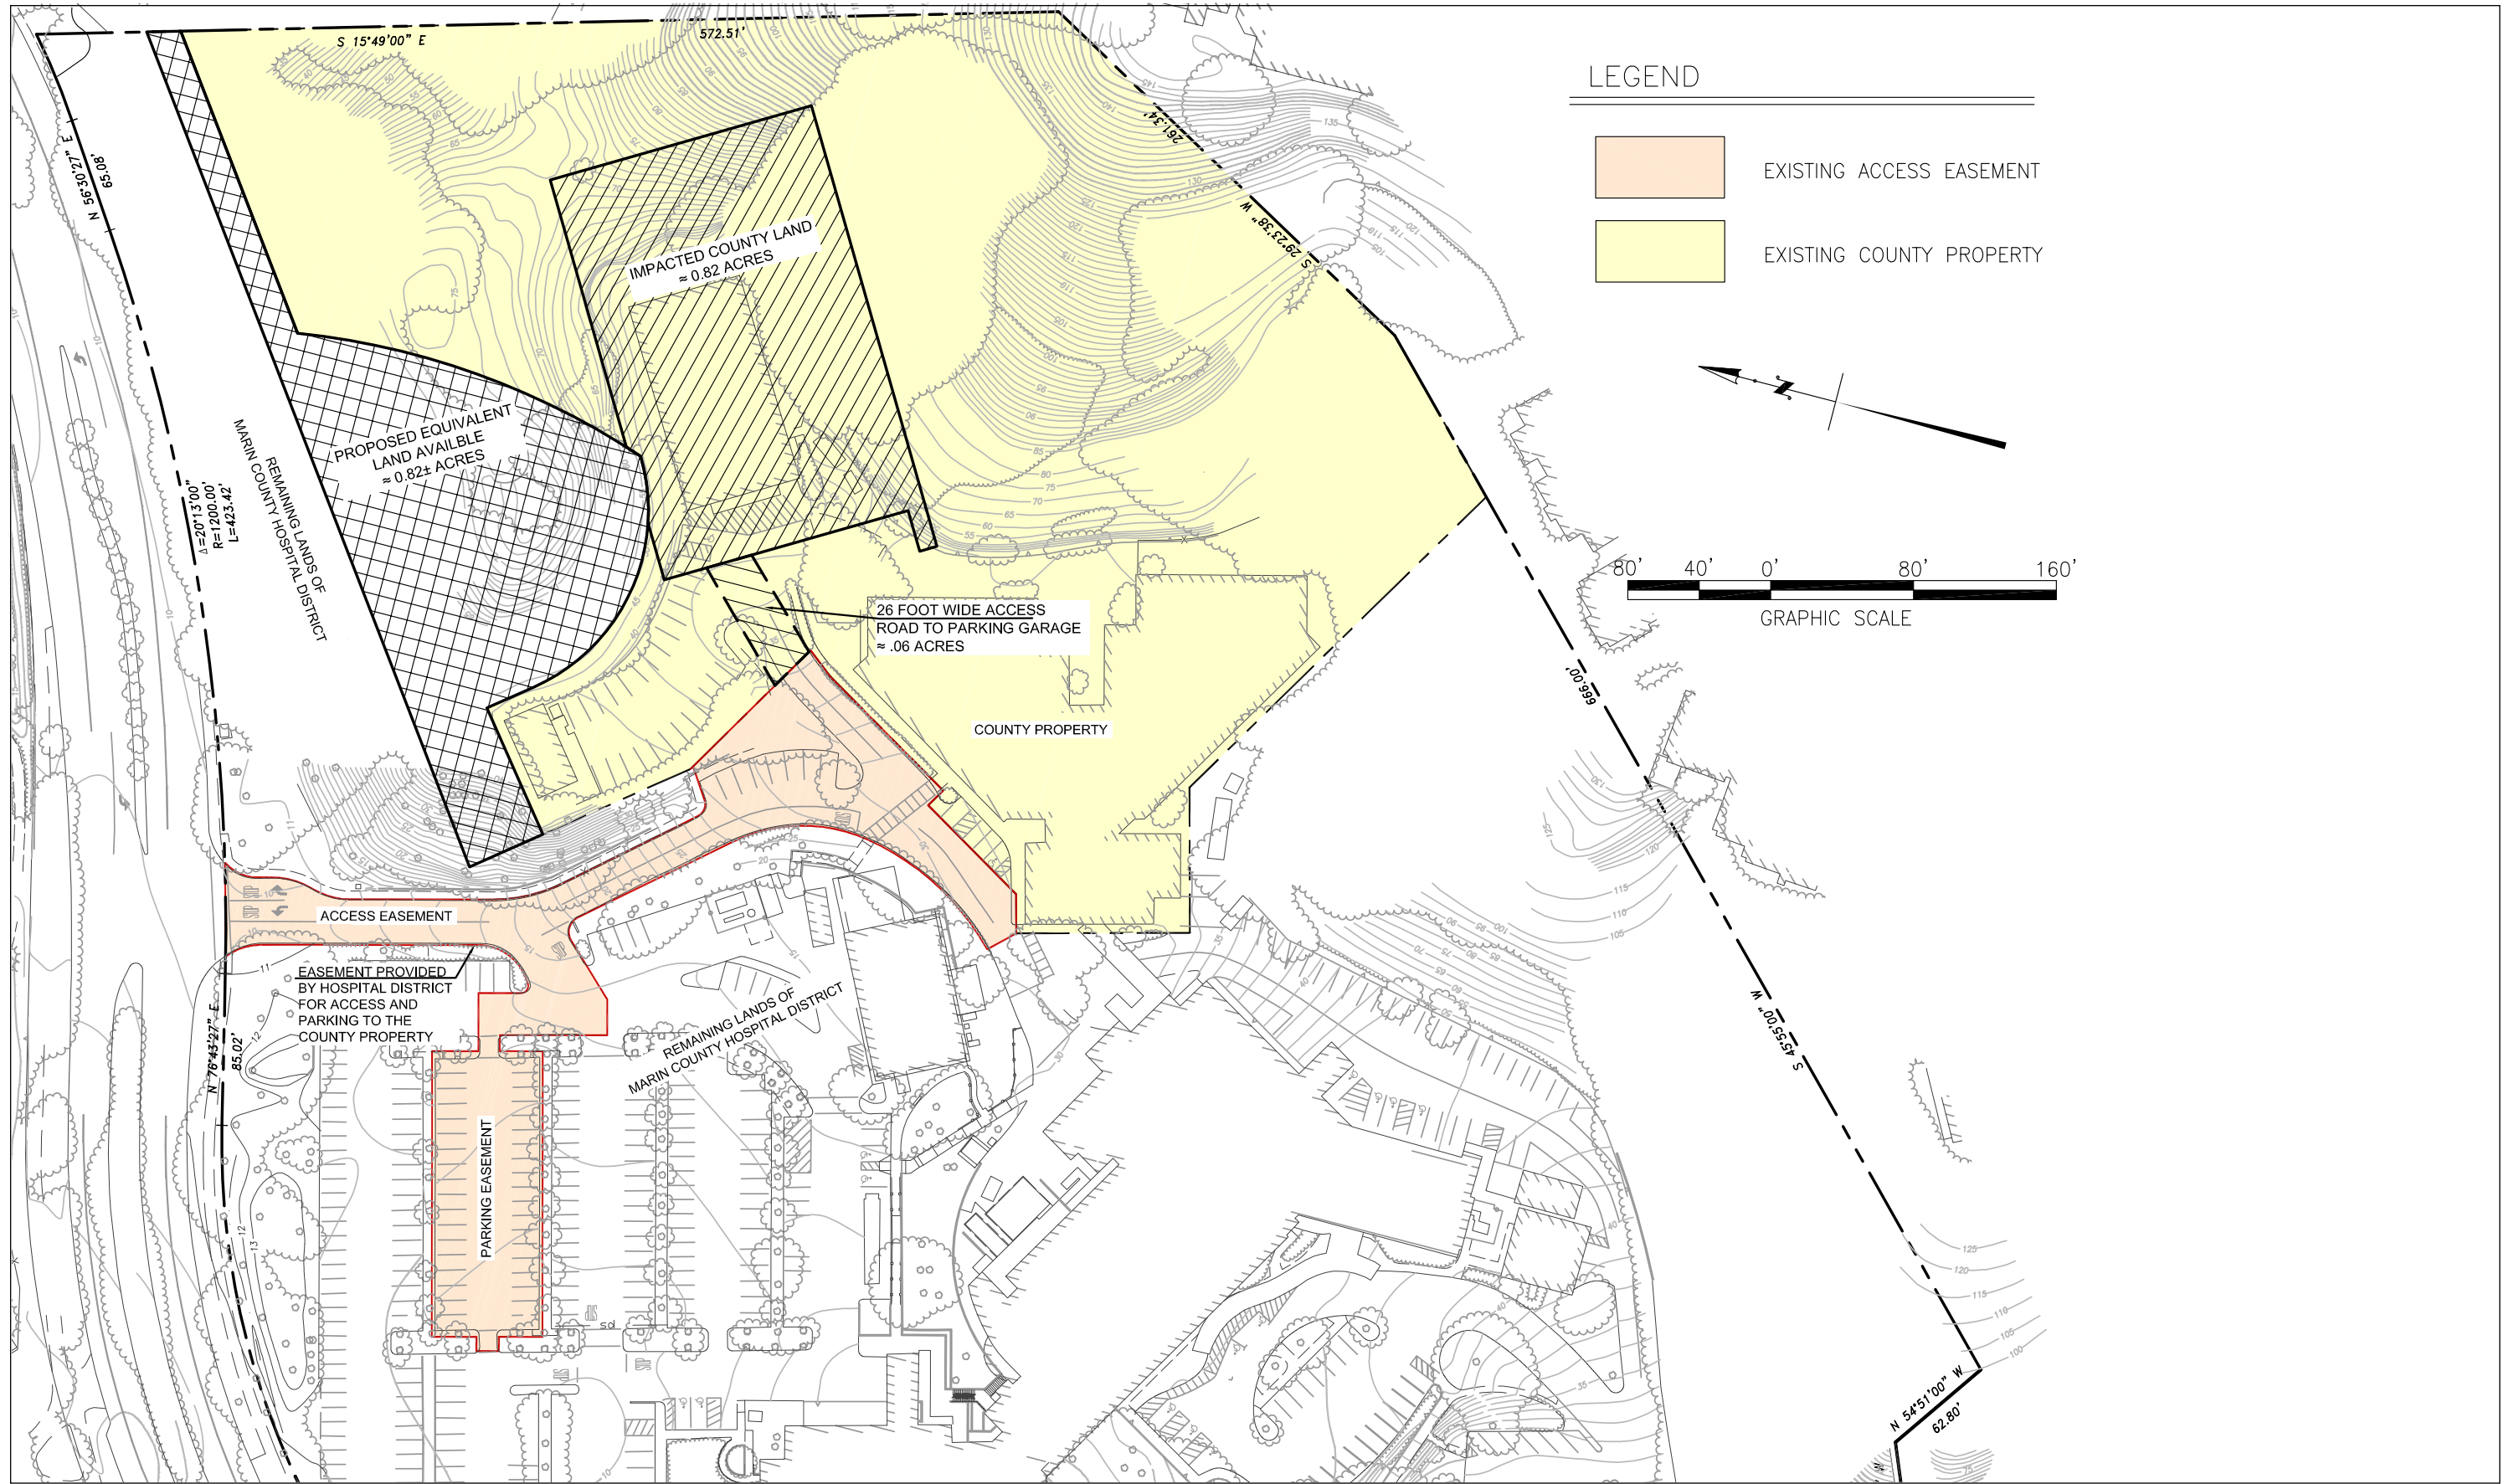 S 15°49'00" E
572.51'
261.34'
S 29°23'38" W
N 56°30'27" E
65.08'
LEGEND
EXISTING ACCESS EASEMENT
EXISTING COUNTY PROPERTY
N
80' 40' 0' 80' 160'
GRAPHIC SCALE
IMPACTED COUNTY LAND
≈ 0.82 ACRES
PROPOSED EQUIVALENT
LAND AVAILBLE
≈ 0.82± ACRES
REMAINING LANDS OF
MARIN COUNTY HOSPITAL DISTRICT
Δ=20°13'00"
R=1200.00'
L=423.42'
26 FOOT WIDE ACCESS
ROAD TO PARKING GARAGE
≈ .06 ACRES
COUNTY PROPERTY
666.00'
S 45°55'00" W
ACCESS EASEMENT
EASEMENT PROVIDED
BY HOSPITAL DISTRICT
FOR ACCESS AND
PARKING TO THE
COUNTY PROPERTY
N 76°43'27" E
85.02'
REMAINING LANDS OF
MARIN COUNTY HOSPITAL DISTRICT
PARKING EASEMENT
sd
N 54°51'00" W
62.80'